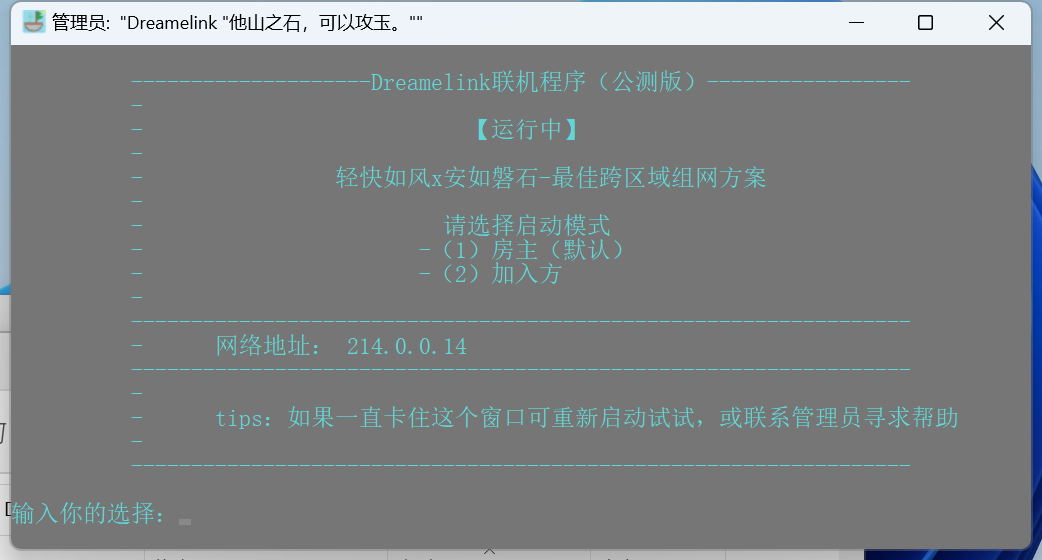 管理员: "Dreamelink "他山之石，可以攻玉。""
--------------------Dreamelink联机程序（公测版）-----------------
-
- 【运行中】
-
- 轻快如风x安如磐石-最佳跨区域组网方案
-
- 请选择启动模式
- -（1）房主（默认）
- -（2）加入方
-
-----------------------------------------------------------------
- 网络地址： 214.0.0.14
-----------------------------------------------------------------
-
- tips：如果一直卡住这个窗口可重新启动试试，或联系管理员寻求帮助
-
-----------------------------------------------------------------
输入你的选择：